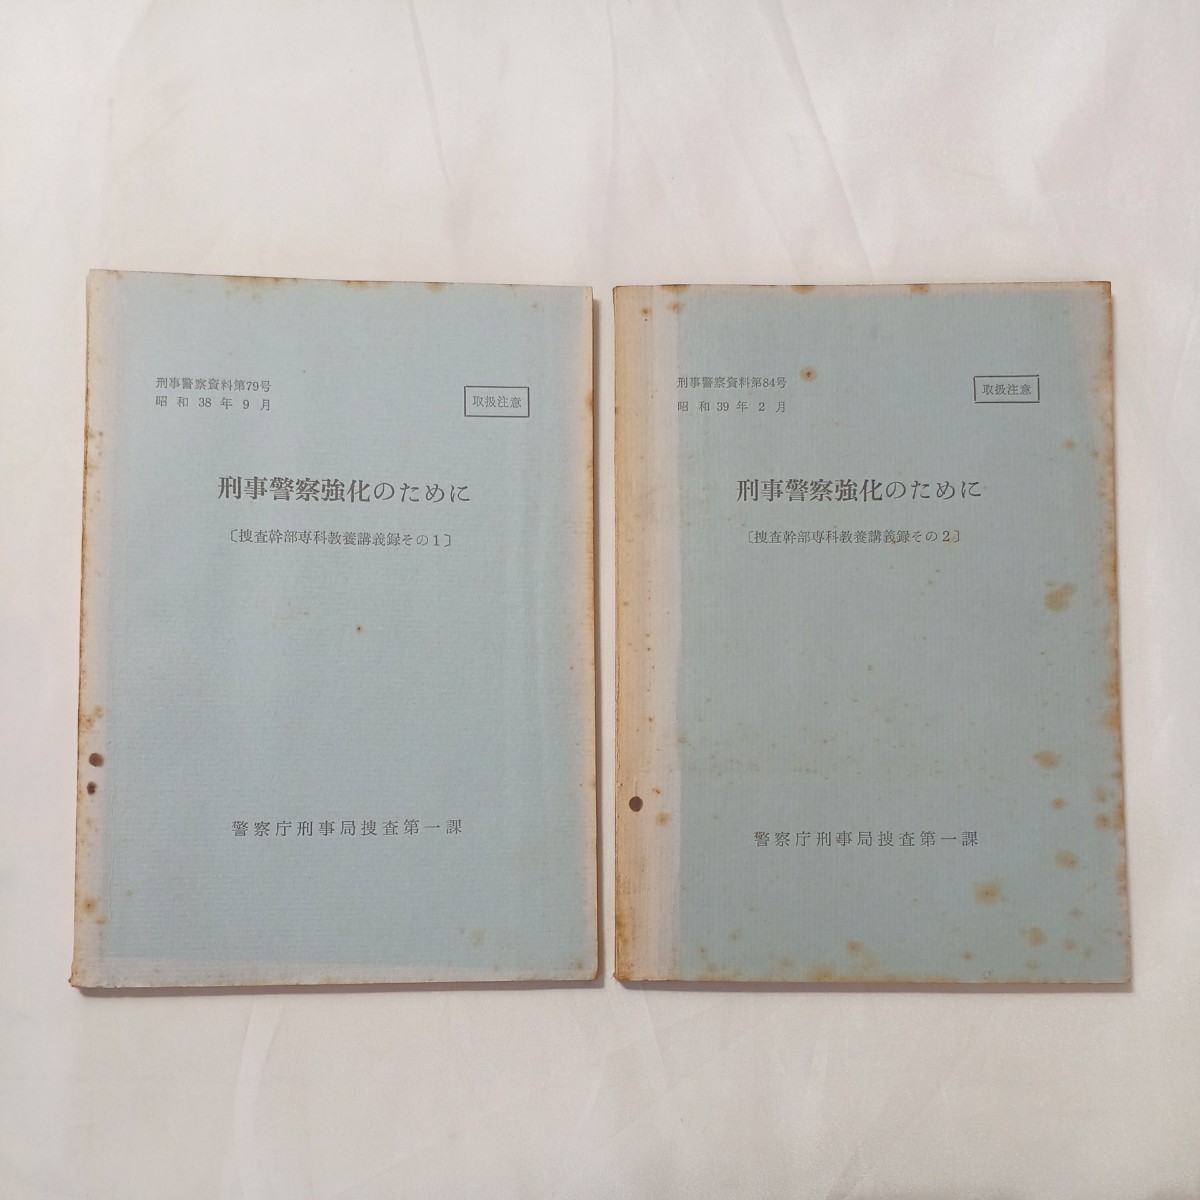 刑事警察資料第79号
昭和38年9月
取扱注意
刑事警察強化のために
〔捜査幹部専科教養講義録その1〕
警察庁刑事局捜査第一課
刑事警察資料第84号
昭和39年2月
取扱注意
刑事警察強化のために
〔捜査幹部専科教養講義録その2〕
警察庁刑事局捜査第一課